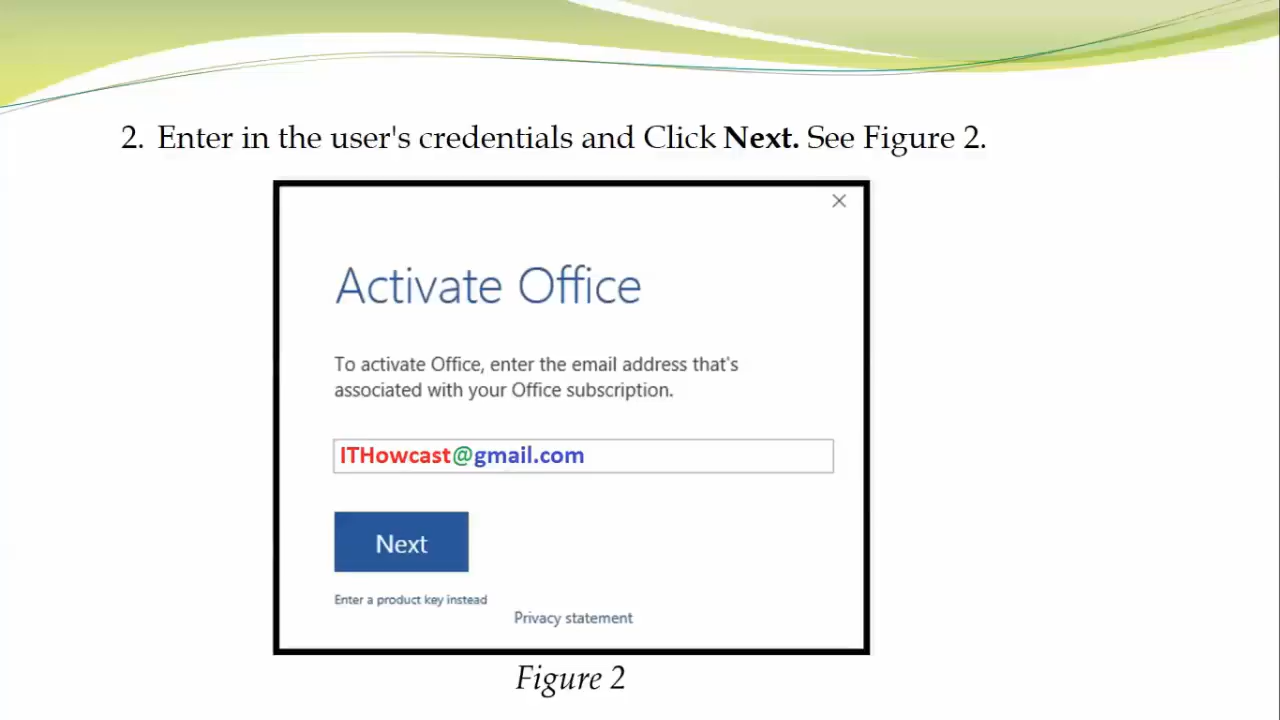 2. Enter in the user's credentials and Click Next. See Figure 2.
Activate Office
To activate Office, enter the email address that's
associated with your Office subscription.
ITHowcast@gmail.com
Next
Enter a product key instead
Privacy statement
Figure 2